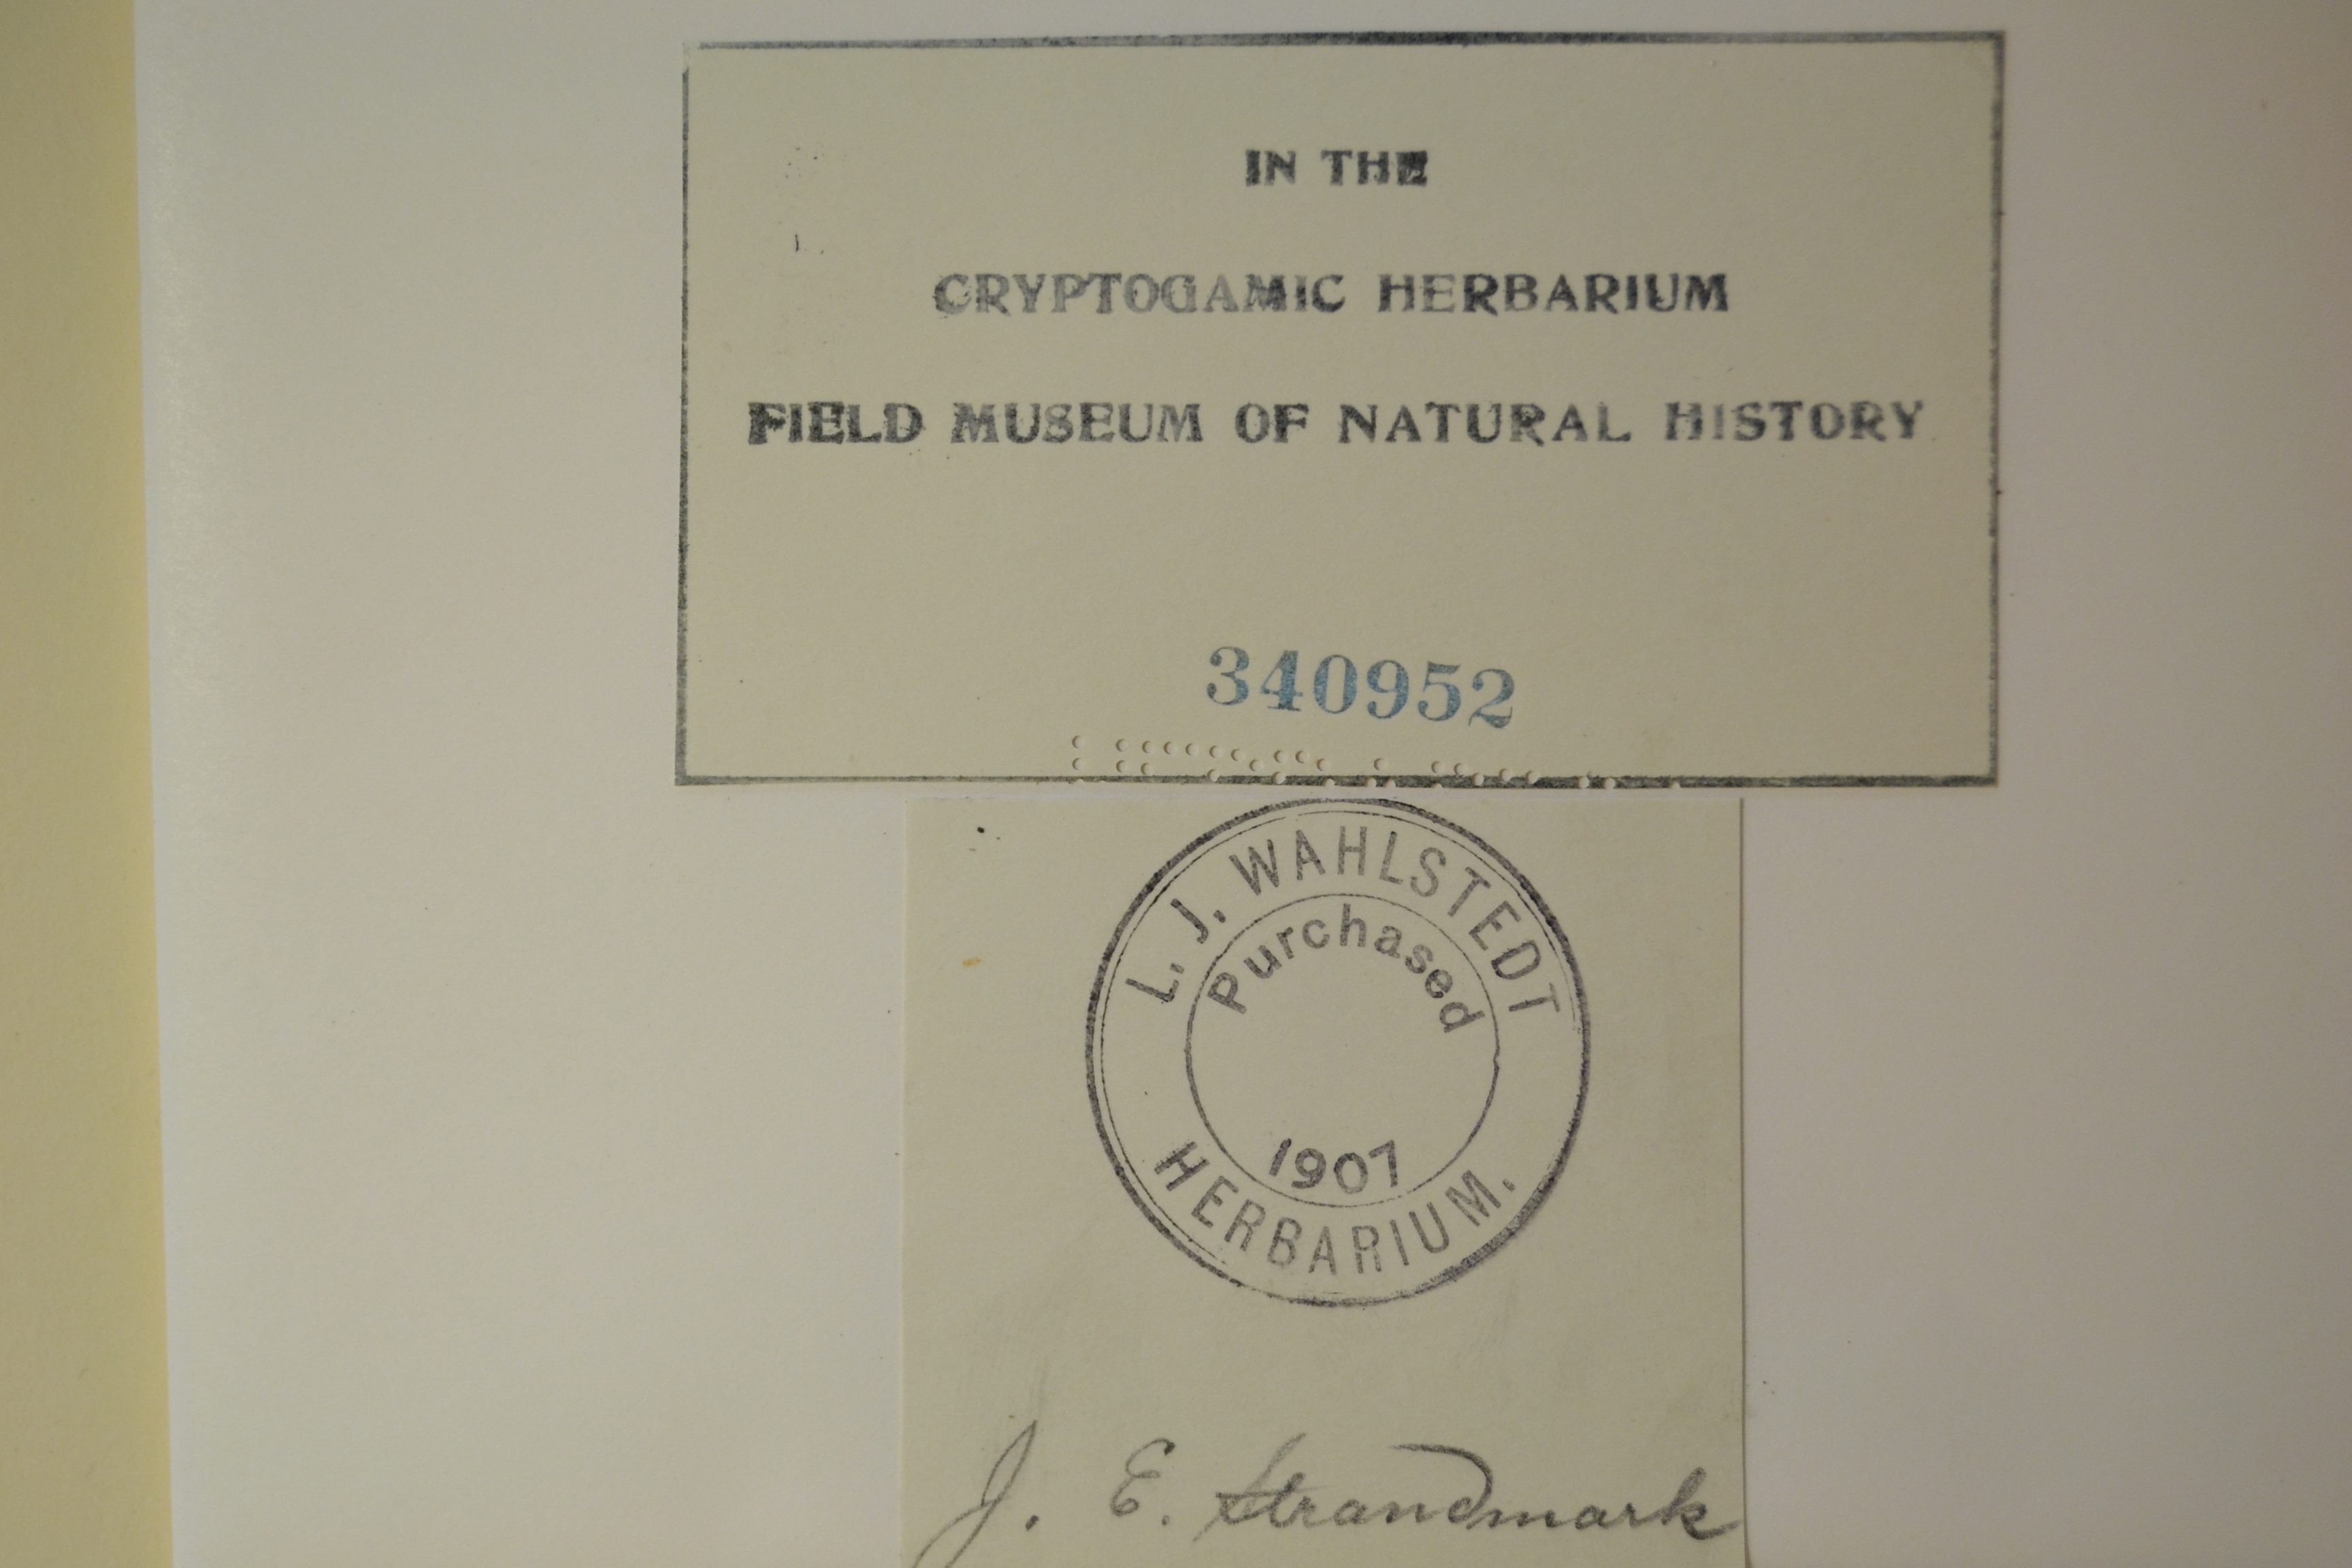 IN THE
CRYPTOGAMIC HERBARIUM
FIELD MUSEUM OF NATURAL HISTORY
340952
L. J. WAHLSTEDT
Purchased
1907
HERBARIUM.
J. E. Strandmark